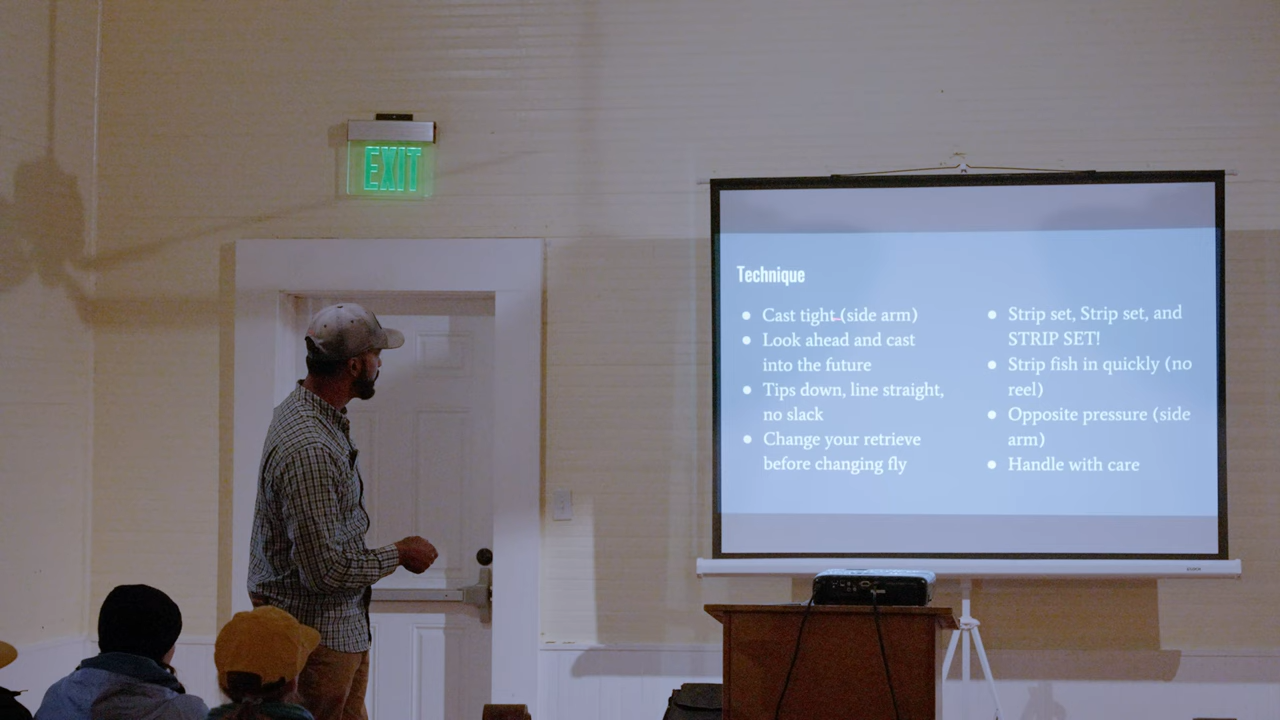 EXIT
Technique
• Cast tight (side arm)
• Look ahead and cast
into the future
• Tips down, line straight,
no slack
• Change your retrieve
before changing fly
• Strip set, Strip set, and
STRIP SET!
• Strip fish in quickly (no
reel)
• Opposite pressure (side
arm)
• Handle with care